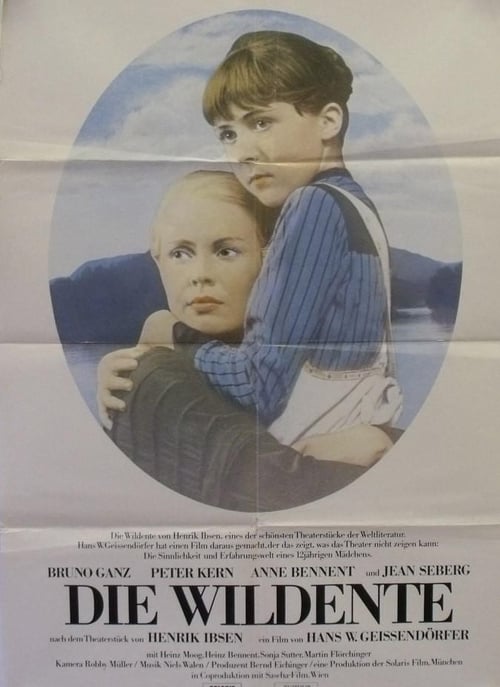 Die Wildente von Henrik Ibsen, eines der schönsten Theaterstücke der Weltliteratur.
Hans W. Geissendörfer hat einen Film daraus gemacht, der das zeigt, was das Theater nicht zeigen kann:
Die Sinnlichkeit und Erfahrungswelt eines 12jährigen Mädchens.
BRUNO GANZ PETER KERN ANNE BENNENT und JEAN SEBERG
DIE WILDENTE
nach dem Theaterstück von HENRIK IBSEN ein Film von HANS W. GEISSENDÖRFER
mit Heinz Moog, Heinz Bennent, Sonja Sutter, Martin Flörchinger
Kamera Robby Müller / Musik Niels Walen / Produzent Bernd Eichinger / eine Produktion der Solaris Film, München
in Coproduktion mit Sascha-Film, Wien